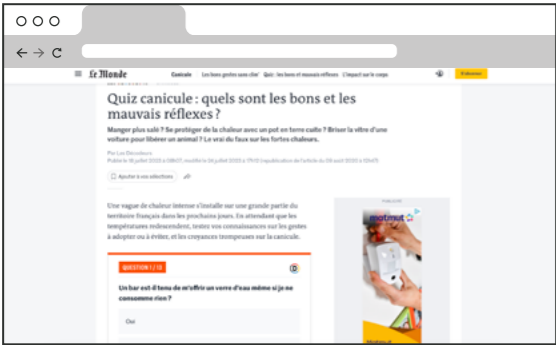 Le Monde
Canicule Les bons gestes sans clim' Quiz : les bons et mauvais réflexes L'impact sur le corps
S'abonner
Quiz canicule : quels sont les bons et les
mauvais réflexes ?
Manger plus salé ? Se protéger de la chaleur avec un pot en terre cuite ? Briser la vitre d'une
voiture pour libérer un animal ? Le vrai du faux sur les fortes chaleurs.
Par Les Décodeurs
Ajouter à vos sélections
PUBLICITÉ
matmut
Une vague de chaleur intense s'installe sur une grande partie du
territoire français dans les prochains jours. En attendant que les
températures redescendent, testez vos connaissances sur les gestes
à adopter ou à éviter, et les croyances trompeuses sur la canicule.
QUESTION 1 / 13
Un bar est-il tenu de m'offrir un verre d'eau même si je ne
consomme rien ?
Oui